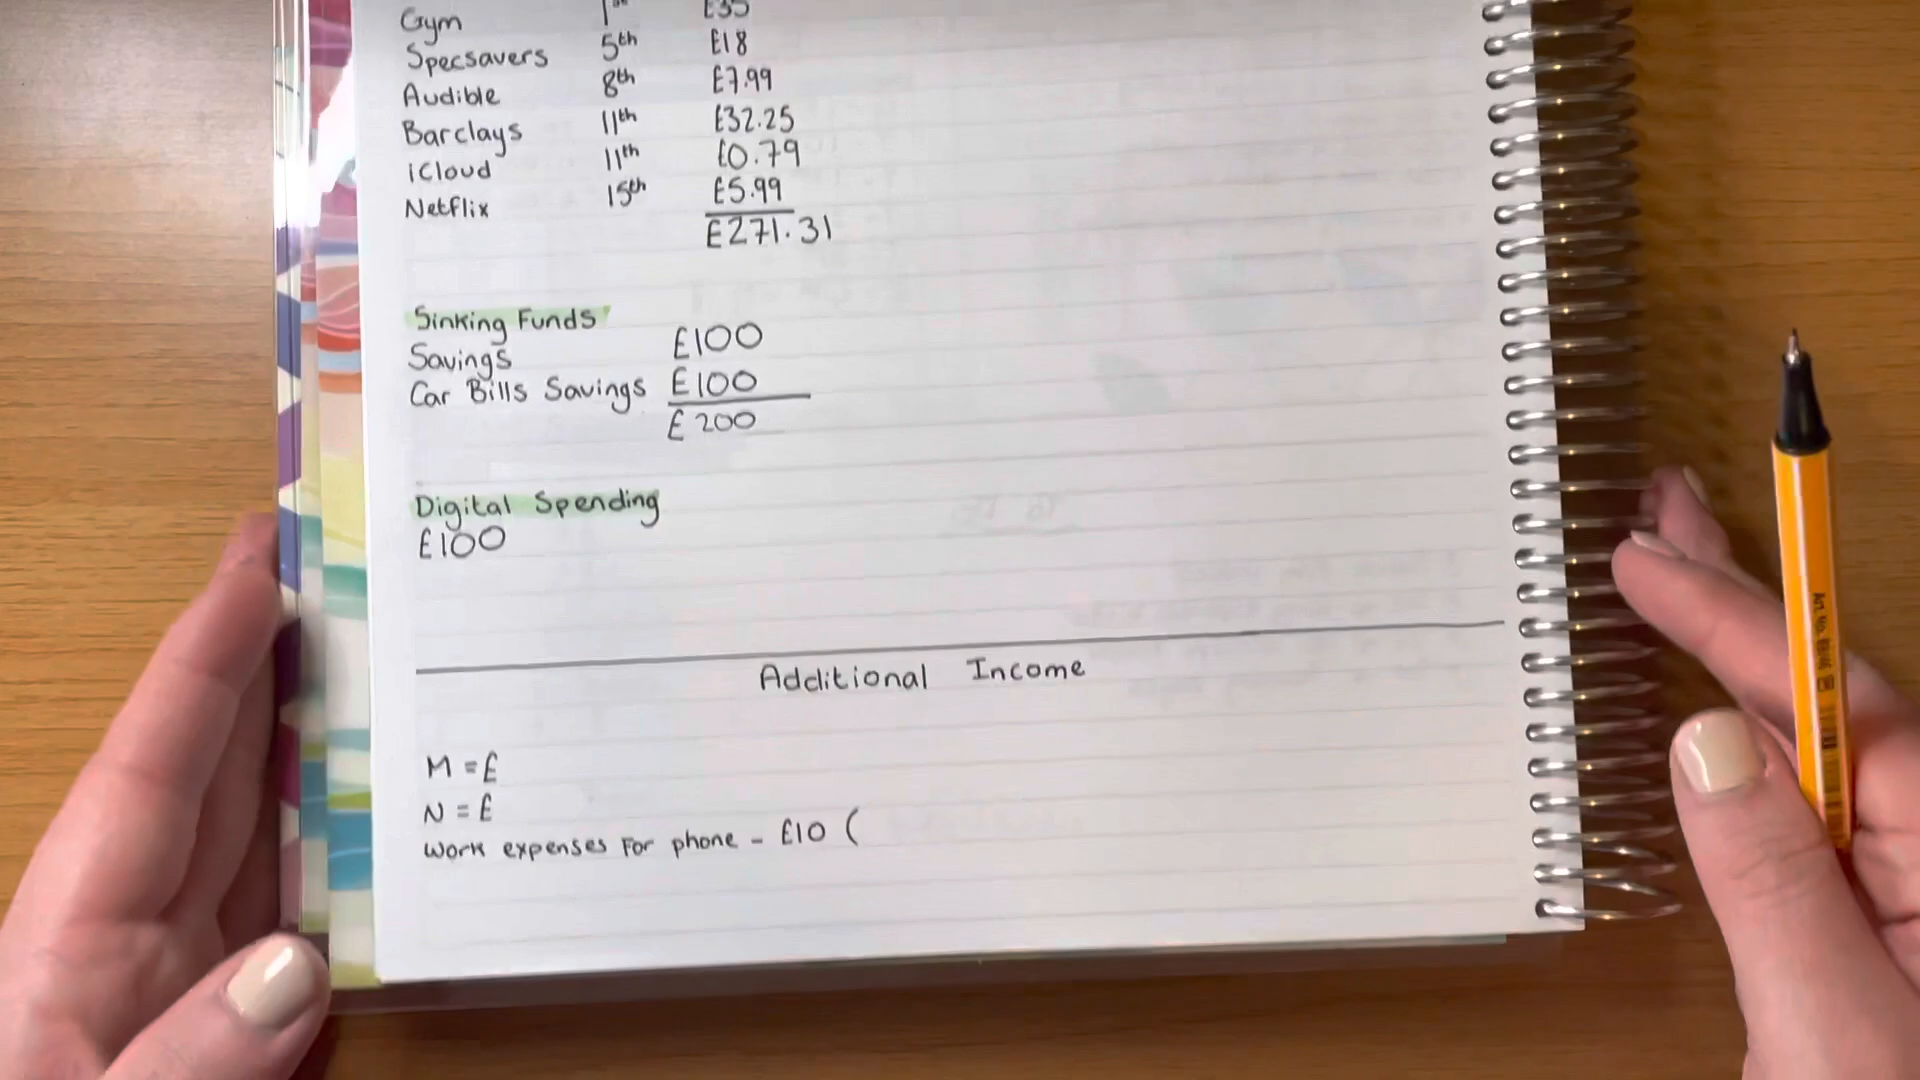 Gym 1st £35
Specsavers 5th £18
Audible 8th £7.99
Barclays 11th £32.25
iCloud 11th £0.79
Netflix 15th £5.99
£271.31
Sinking Funds
Savings £100
Car Bills Savings £100
£200
Digital Spending
£100
Additional Income
M = £
N = £
Work expenses for phone - £10 (